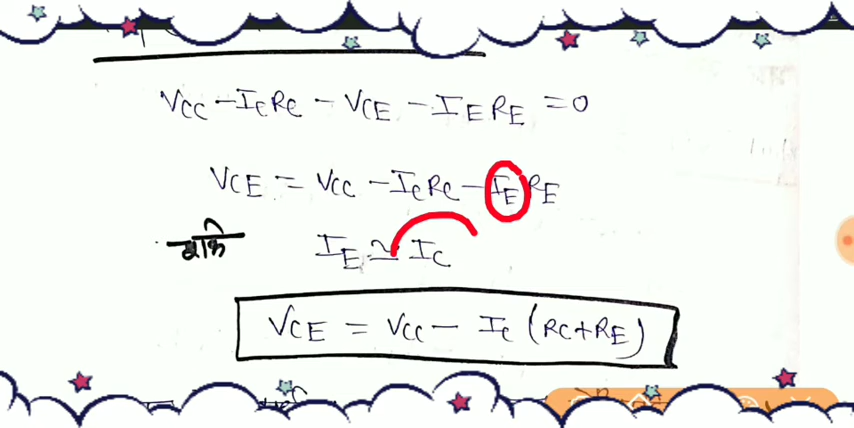 VCC - ICRC - VCE - IERE = 0
VCE = VCC - ICRC - IERE
IE ≃ IC
VCE = VCC - IC (RC+RE)